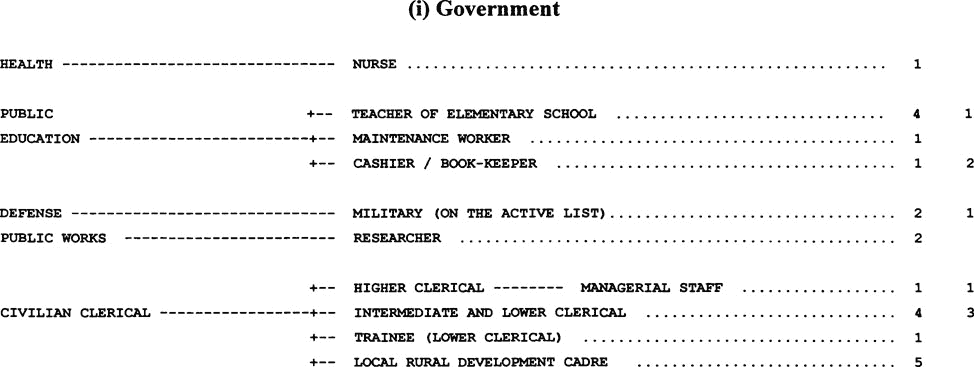 (i) Government
HEALTH ------------------------------- NURSE ...................................................... 1
PUBLIC +-- TEACHER OF ELEMENTARY SCHOOL .............................. 4 1
EDUCATION -------------------------+-- MAINTENANCE WORKER ......................................... 1
+-- CASHIER / BOOK-KEEPER ...................................... 1 2
DEFENSE ------------------------------ MILITARY (ON THE ACTIVE LIST)................................ 2 1
PUBLIC WORKS ------------------------ RESEARCHER ................................................. 2
+-- HIGHER CLERICAL -------- MANAGERIAL STAFF ................. 1 1
CIVILIAN CLERICAL -----------------+-- INTERMEDIATE AND LOWER CLERICAL ............................ 4 3
+-- TRAINEE (LOWER CLERICAL) ................................... 1
+-- LOCAL RURAL DEVELOPMENT CADRE ............................. 5